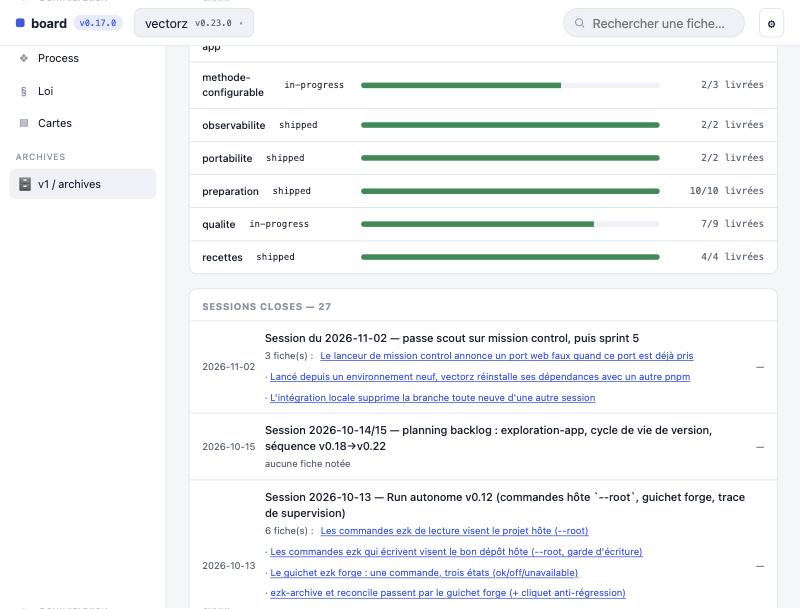 board v0.17.0 vectorz v0.23.0 Rechercher une fiche...
Process
Loi
Cartes
ARCHIVES
v1 / archives
app
methode-configurable in-progress 2/3 livrées
observabilite shipped 2/2 livrées
portabilite shipped 2/2 livrées
preparation shipped 10/10 livrées
qualite in-progress 7/9 livrées
recettes shipped 4/4 livrées
SESSIONS CLOSES — 27
2026-11-02
Session du 2026-11-02 — passe scout sur mission control, puis sprint 5
3 fiche(s) : Le lanceur de mission control annonce un port web faux quand ce port est déjà pris
· Lancé depuis un environnement neuf, vectorz réinstalle ses dépendances avec un autre pnpm
· L'intégration locale supprime la branche toute neuve d'une autre session
—
2026-10-15
Session 2026-10-14/15 — planning backlog : exploration-app, cycle de vie de version,
séquence v0.18→v0.22
aucune fiche notée
—
2026-10-13
Session 2026-10-13 — Run autonome v0.12 (commandes hôte `--root`, guichet forge, trace
de supervision)
6 fiche(s) : Les commandes ezk de lecture visent le projet hôte (--root)
· Les commandes ezk qui écrivent visent le bon dépôt hôte (--root, garde d'écriture)
· Le guichet ezk forge : une commande, trois états (ok/off/unavailable)
· ezk-archive et reconcile passent par le guichet forge (+ cliquet anti-régression)
—